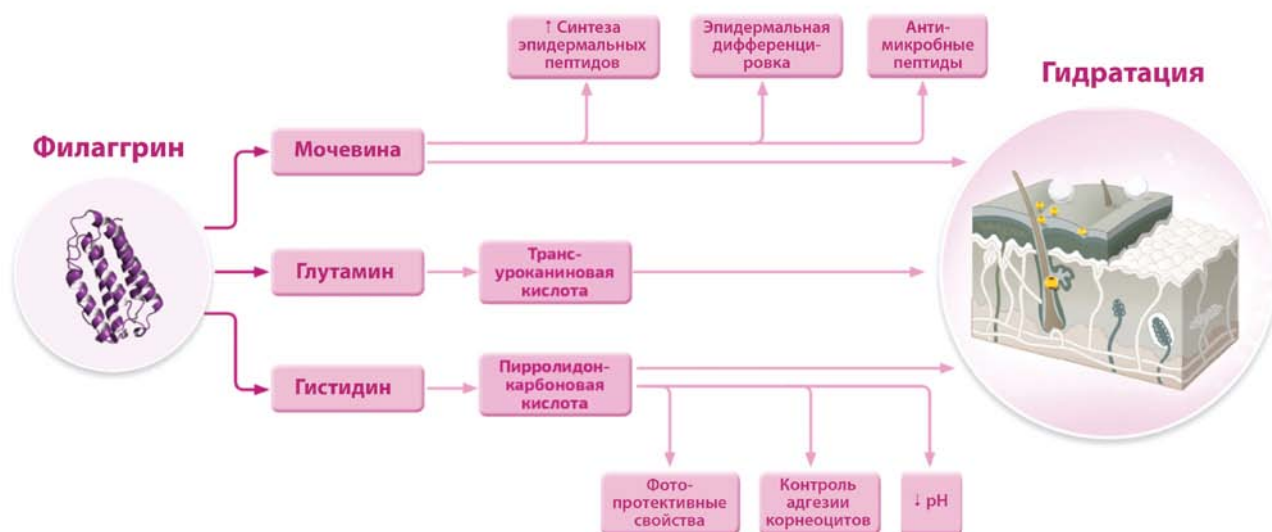 ↑ Синтеза
эпидермальных
пептидов
Эпидермальная
дифференци-
ровка
Анти-
микробные
пептиды
Гидратация
Филаггрин
Мочевина
Глутамин
Транс-
уроканиновая
кислота
Гистидин
Пирролидон-
карбоновая
кислота
Фото-
протективные
свойства
Контроль
адгезии
корнеоцитов
↓ pH